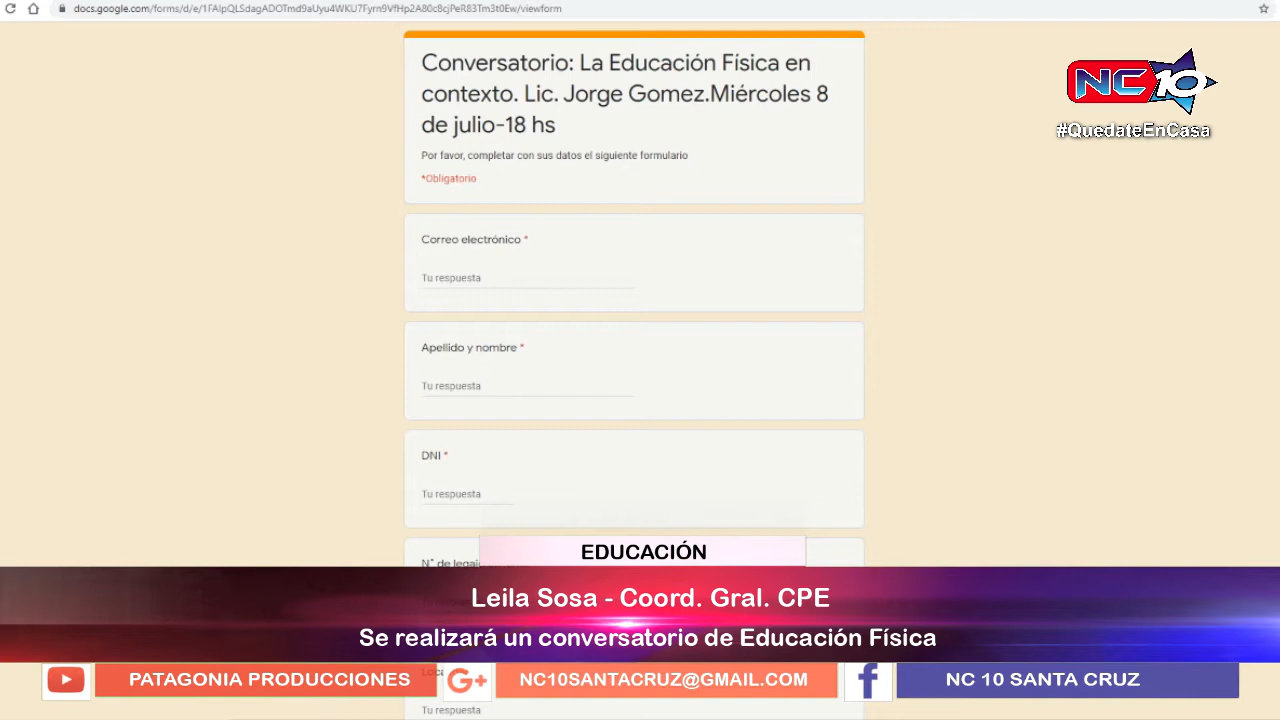 docs.google.com/forms/d/e/1FAIpQLSdagADOTmd9aUyu4WKU7Fyrn9VfHp2A80c8cjPeR83Tm3t0Ew/viewform
Conversatorio: La Educación Física en
contexto. Lic. Jorge Gomez.Miércoles 8
de julio-18 hs
Por favor, completar con sus datos el siguiente formulario
*Obligatorio
NC10
#QuedateEnCasa
Correo electrónico *
Tu respuesta
Apellido y nombre *
Tu respuesta
DNI *
Tu respuesta
N.° de
EDUCACIÓN
Leila Sosa - Coord. Gral. CPE
Se realizará un conversatorio de Educación Física
PATAGONIA PRODUCCIONES
G+
NC10SANTACRUZ@GMAIL.COM
f
NC 10 SANTA CRUZ
Tu respuesta